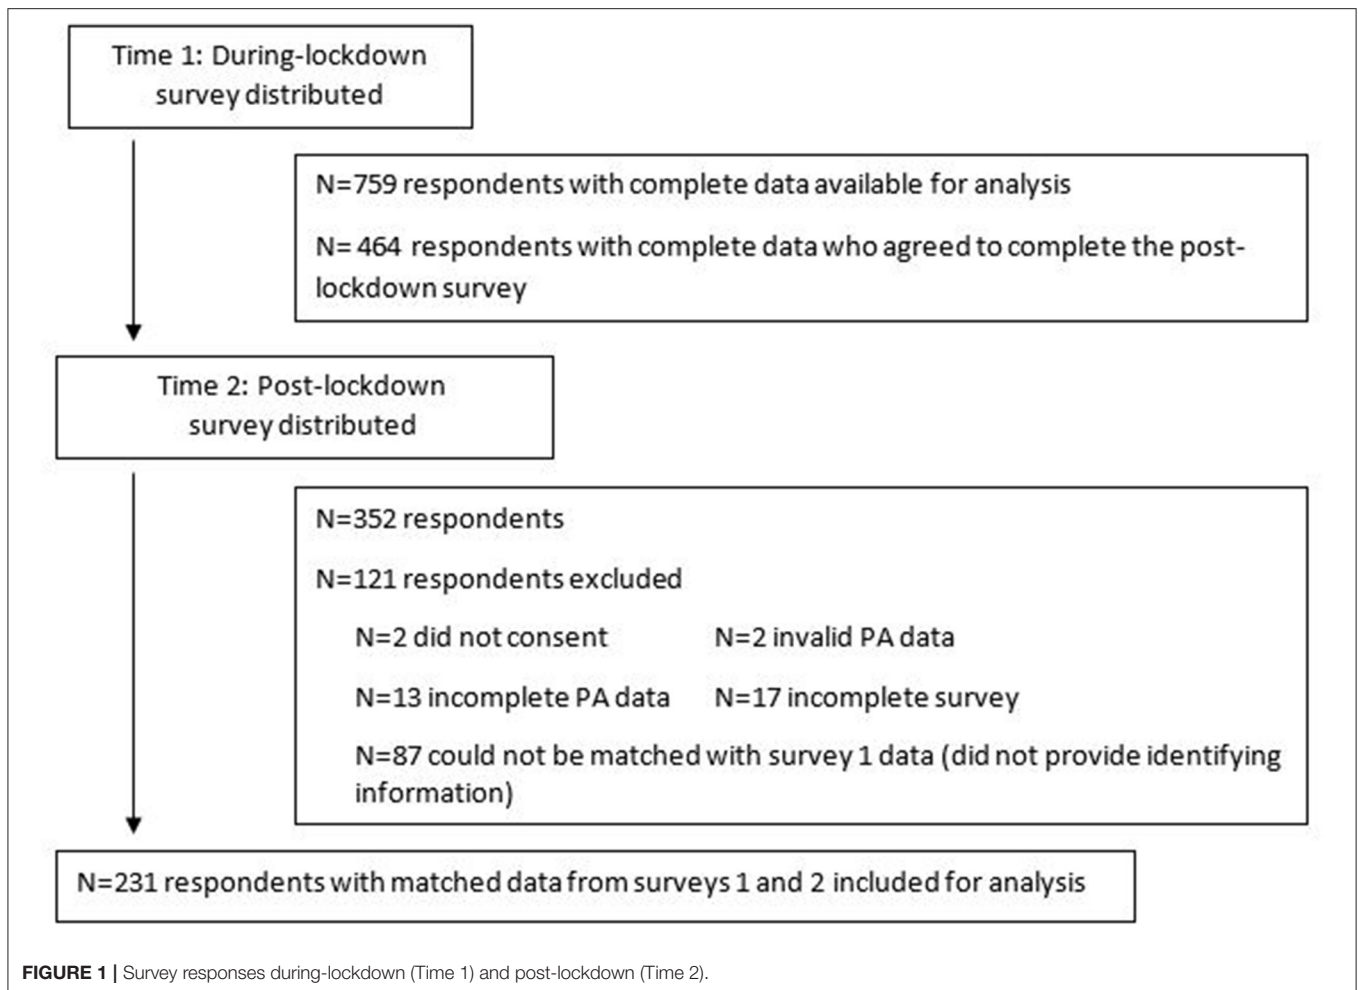 Time 1: During-lockdown
survey distributed
N=759 respondents with complete data available for analysis
N= 464 respondents with complete data who agreed to complete the post-
lockdown survey
Time 2: Post-lockdown
survey distributed
N=352 respondents
N=121 respondents excluded
N=2 did not consent N=2 invalid PA data
N=13 incomplete PA data N=17 incomplete survey
N=87 could not be matched with survey 1 data (did not provide identifying
information)
N=231 respondents with matched data from surveys 1 and 2 included for analysis
FIGURE 1 | Survey responses during-lockdown (Time 1) and post-lockdown (Time 2).